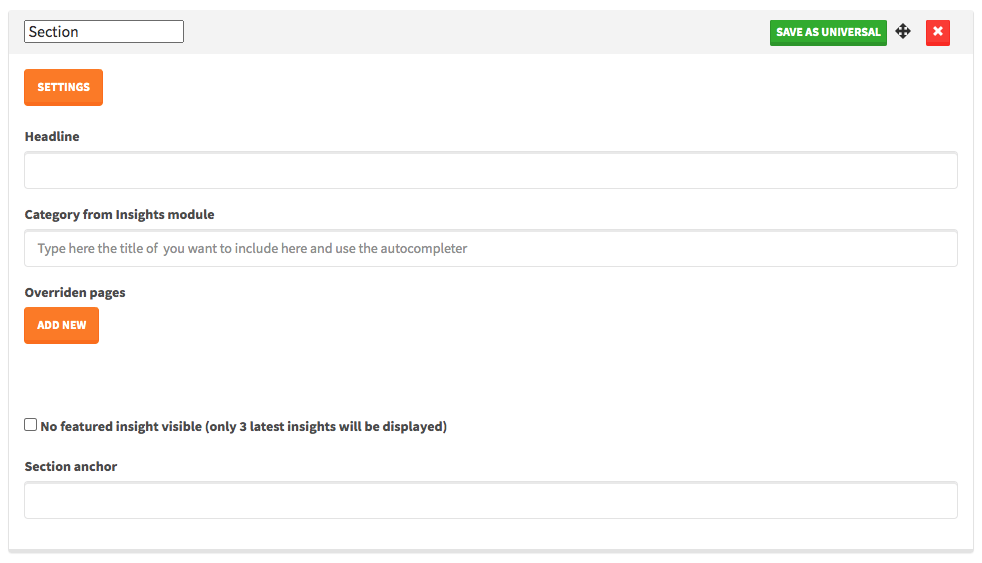 Section
SAVE AS UNIVERSAL
SETTINGS
Headline
Category from Insights module
Type here the title of  you want to include here and use the autocompleter
Overriden pages
ADD NEW
No featured insight visible (only 3 latest insights will be displayed)
Section anchor